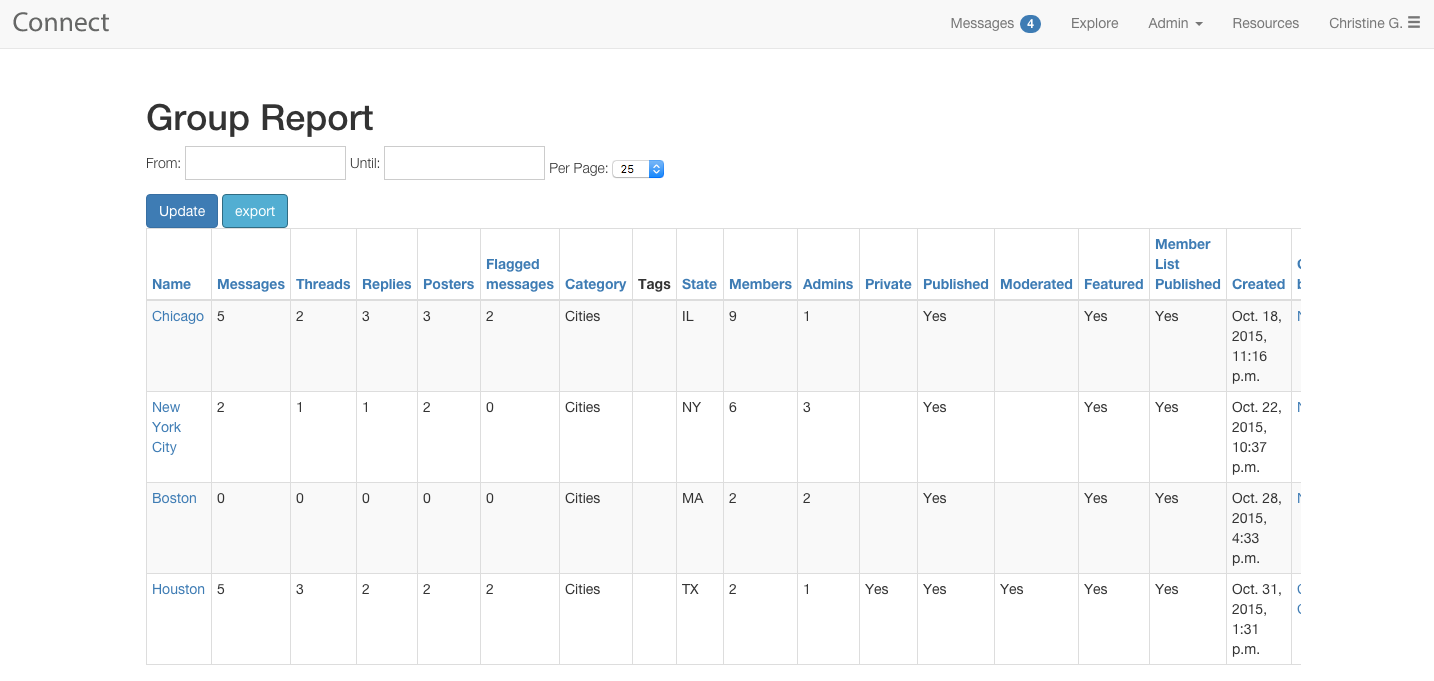 Connect
Messages 4 Explore Admin Resources Christine G.
Group Report
From: Until: Per Page: 25
Update export
Name Messages Threads Replies Posters Flagged messages Category Tags State Members Admins Private Published Moderated Featured Member List Published Created
Chicago 5 2 3 3 2 Cities IL 9 1 Yes Yes Yes Oct. 18, 2015, 11:16 p.m.
New York City 2 1 1 2 0 Cities NY 6 3 Yes Yes Yes Oct. 22, 2015, 10:37 p.m.
Boston 0 0 0 0 0 Cities MA 2 2 Yes Yes Yes Oct. 28, 2015, 4:33 p.m.
Houston 5 3 2 2 2 Cities TX 2 1 Yes Yes Yes Yes Yes Oct. 31, 2015, 1:31 p.m.